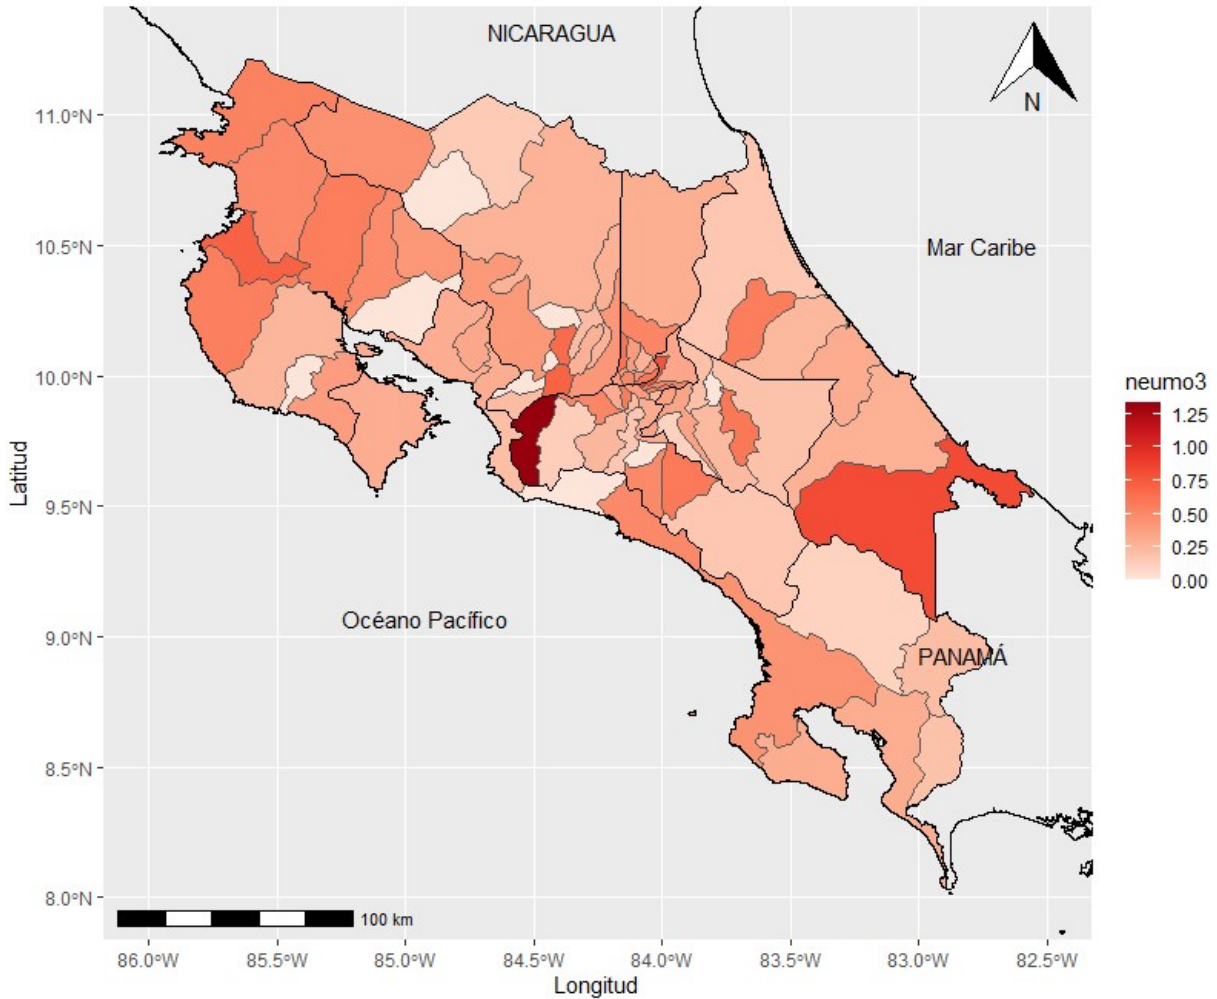 NICARAGUA
N
11.0°N
10.5°N
Mar Caribe
10.0°N
neumo3
1.25
1.00
0.75
0.50
0.25
0.00
Latitud
9.5°N
Océano Pacífico
9.0°N
PANAMÁ
8.5°N
8.0°N
100 km
86.0°W 85.5°W 85.0°W 84.5°W 84.0°W 83.5°W 83.0°W 82.5°W
Longitud